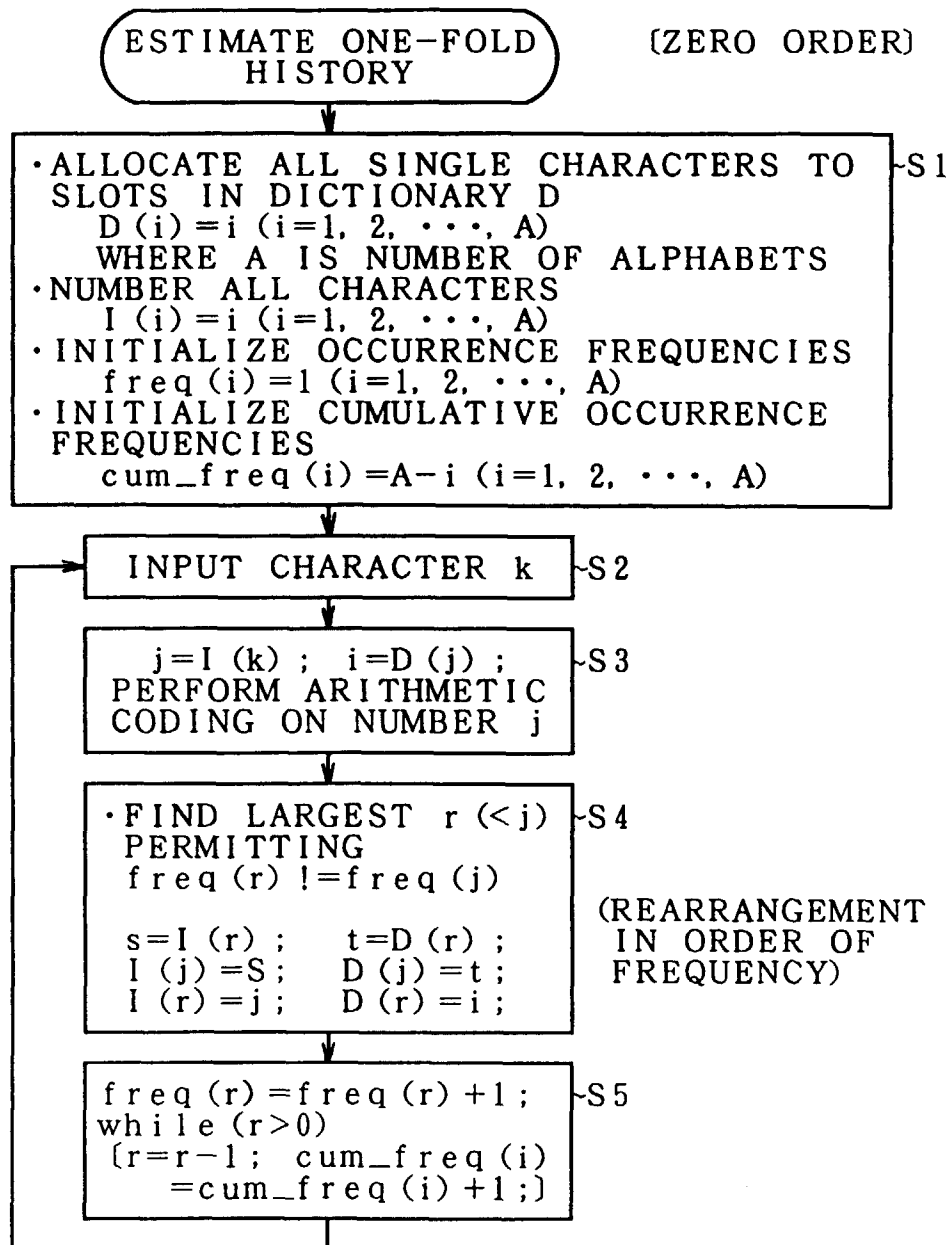 ESTIMATE ONE-FOLD
HISTORY
[ZERO ORDER]
·ALLOCATE ALL SINGLE CHARACTERS TO
SLOTS IN DICTIONARY D
D(i)=i (i=1, 2, ···, A)
WHERE A IS NUMBER OF ALPHABETS
·NUMBER ALL CHARACTERS
I(i)=i (i=1, 2, ···, A)
·INITIALIZE OCCURRENCE FREQUENCIES
freq(i)=1 (i=1, 2, ···, A)
·INITIALIZE CUMULATIVE OCCURRENCE
FREQUENCIES
cum_freq(i)=A-i (i=1, 2, ···, A)
~S1
INPUT CHARACTER k
~S2
j=I(k); i=D(j);
PERFORM ARITHMETIC
CODING ON NUMBER j
~S3
·FIND LARGEST r(<j)
PERMITTING
freq(r)!=freq(j)
s=I(r); t=D(r);
I(j)=S; D(j)=t;
I(r)=j; D(r)=i;
~S4
(REARRANGEMENT
IN ORDER OF
FREQUENCY)
freq(r)=freq(r)+1;
while(r>0)
[r=r-1; cum_freq(i)
=cum_freq(i)+1;]
~S5